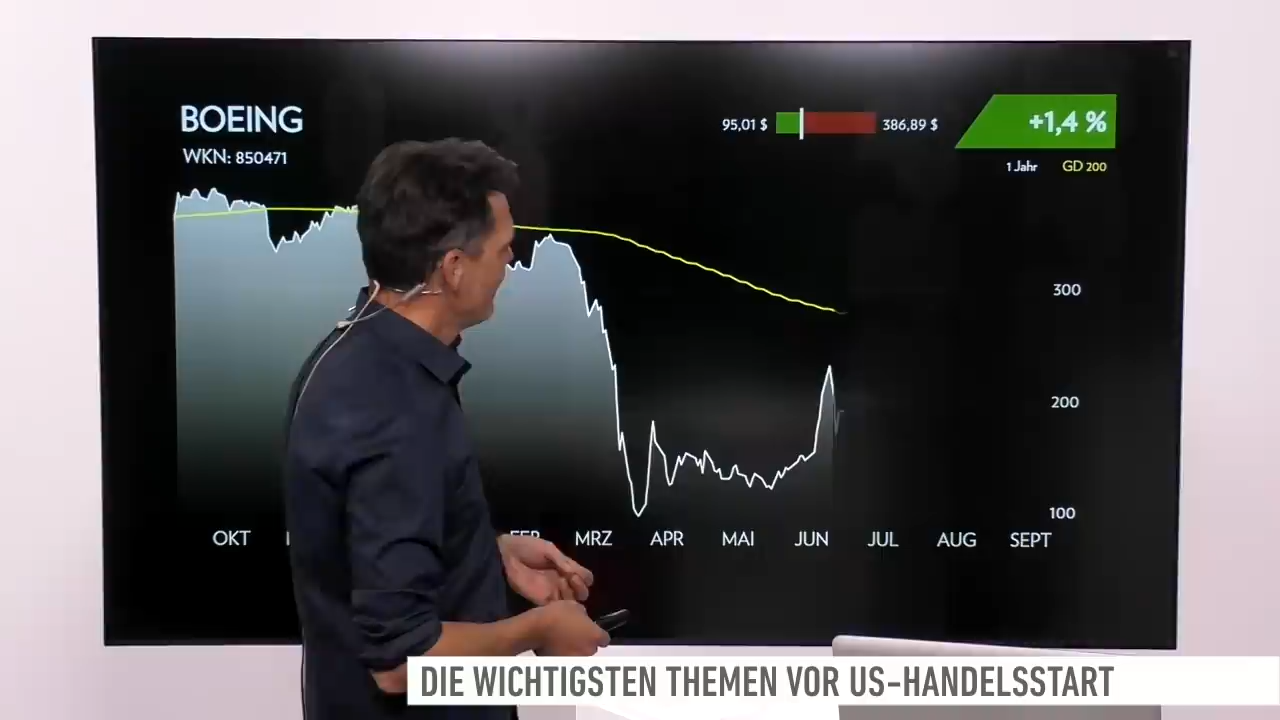 BOEING
WKN: 850471
95,01 $
386,89 $
+1,4 %
1 Jahr GD 200
300
200
100
OKT
MRZ APR MAI JUN JUL AUG SEPT
DIE WICHTIGSTEN THEMEN VOR US-HANDELSSTART